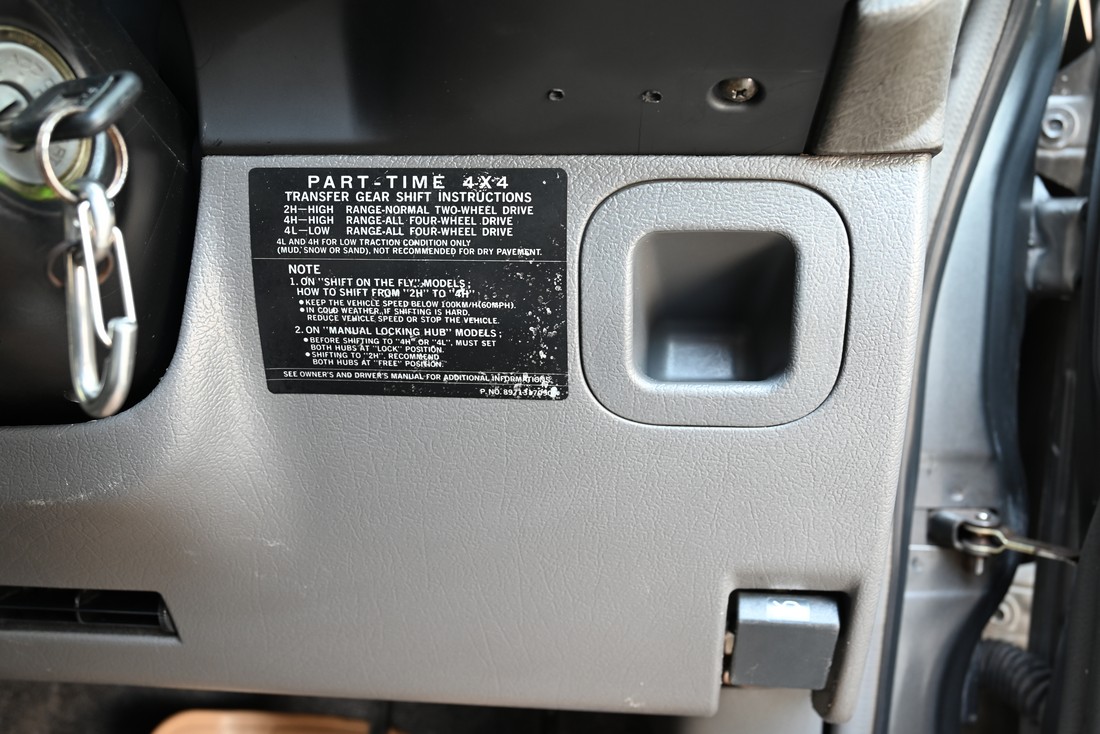 PART-TIME 4X4
TRANSFER GEAR SHIFT INSTRUCTIONS
2H—HIGH RANGE-NORMAL TWO-WHEEL DRIVE
4H—HIGH RANGE-ALL FOUR-WHEEL DRIVE
4L—LOW RANGE-ALL FOUR-WHEEL DRIVE
4L AND 4H FOR LOW TRACTION CONDITION ONLY
(MUD, SNOW OR SAND), NOT RECOMMENDED FOR DRY PAVEMENT.
NOTE
1. ON "SHIFT ON THE FLY" MODELS;
HOW TO SHIFT FROM "2H" TO "4H"
● KEEP THE VEHICLE SPEED BELOW 100KM/H(60MPH).
● IN COLD WEATHER, IF SHIFTING IS HARD,
REDUCE VEHICLE SPEED OR STOP THE VEHICLE.
2. ON "MANUAL LOCKING HUB" MODELS;
● BEFORE SHIFTING TO "4H" OR "4L", MUST SET
BOTH HUBS AT "LOCK" POSITION.
● SHIFTING TO "2H", RECOMMEND
BOTH HUBS AT "FREE" POSITION.
SEE OWNER'S AND DRIVER'S MANUAL FOR ADDITIONAL INFORMATIONS.
P. NO.